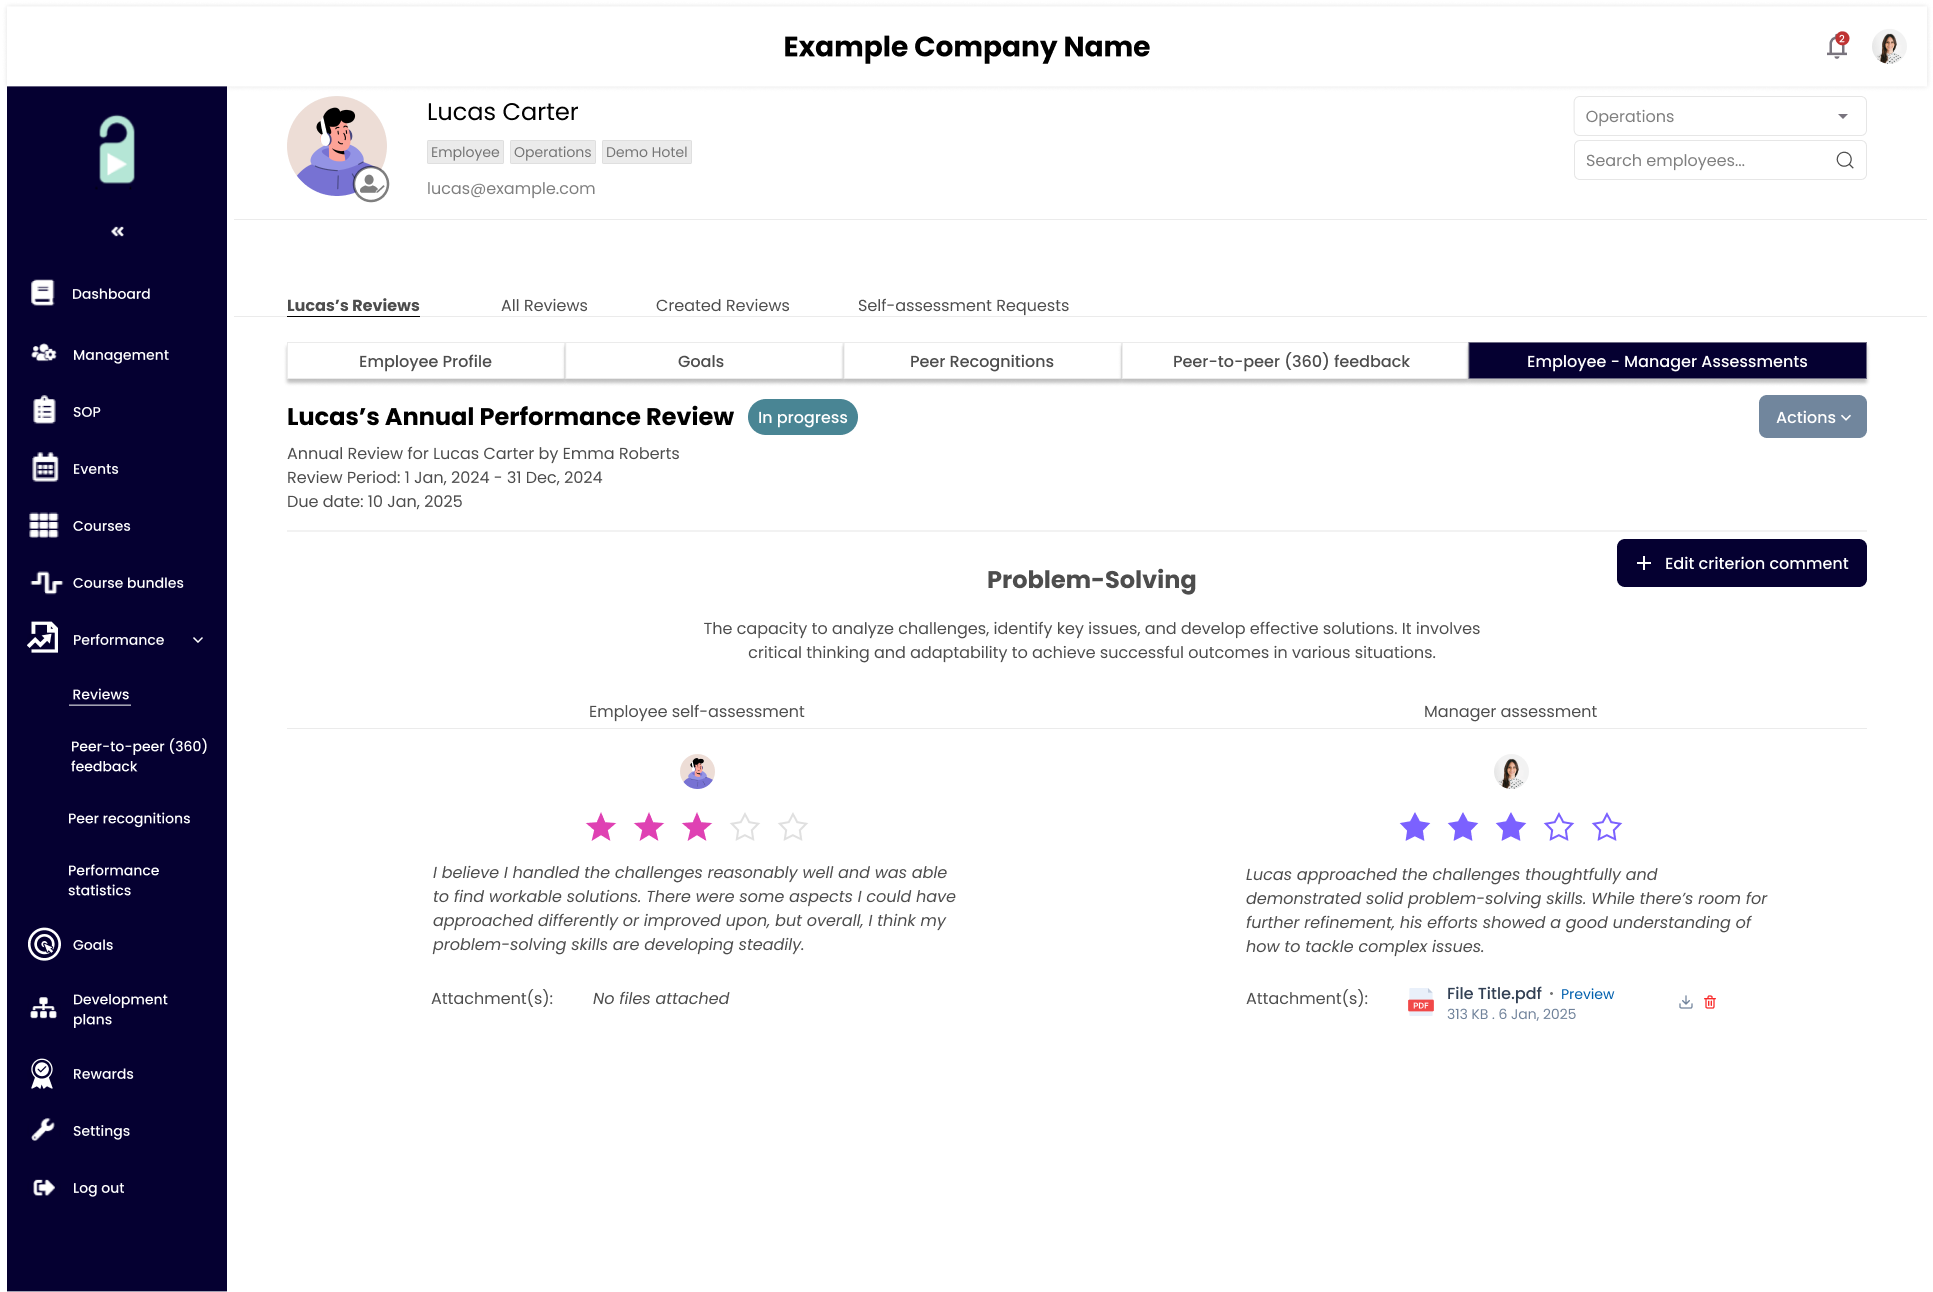 Example Company Name
2
Lucas Carter
Employee Operations Demo Hotel
lucas@example.com
Operations
Search employees...
«
Dashboard
Management
SOP
Events
Courses
Course bundles
Performance
Reviews
Peer-to-peer (360)
feedback
Peer recognitions
Performance
statistics
Goals
Development
plans
Rewards
Settings
Log out
Lucas’s Reviews All Reviews Created Reviews Self-assessment Requests
Employee Profile Goals Peer Recognitions Peer-to-peer (360) feedback Employee - Manager Assessments
Lucas’s Annual Performance Review In progress Actions
Annual Review for Lucas Carter by Emma Roberts
Review Period: 1 Jan, 2024 - 31 Dec, 2024
Due date: 10 Jan, 2025
+ Edit criterion comment
Problem-Solving
The capacity to analyze challenges, identify key issues, and develop effective solutions. It involves
critical thinking and adaptability to achieve successful outcomes in various situations.
Employee self-assessment
I believe I handled the challenges reasonably well and was able
to find workable solutions. There were some aspects I could have
approached differently or improved upon, but overall, I think my
problem-solving skills are developing steadily.
Attachment(s): No files attached
Manager assessment
Lucas approached the challenges thoughtfully and
demonstrated solid problem-solving skills. While there’s room for
further refinement, his efforts showed a good understanding of
how to tackle complex issues.
Attachment(s): PDF File Title.pdf · Preview
313 KB . 6 Jan, 2025